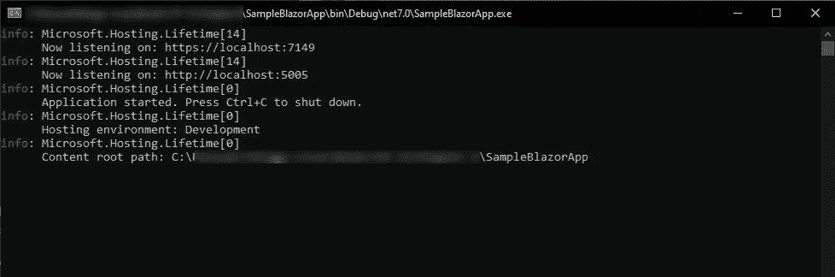 \SampleBlazorApp\bin\Debug\net7.0\SampleBlazorApp.exe
info: Microsoft.Hosting.Lifetime[14]
Now listening on: https://localhost:7149
info: Microsoft.Hosting.Lifetime[14]
Now listening on: http://localhost:5005
info: Microsoft.Hosting.Lifetime[0]
Application started. Press Ctrl+C to shut down.
info: Microsoft.Hosting.Lifetime[0]
Hosting environment: Development
info: Microsoft.Hosting.Lifetime[0]
Content root path: C:\ \SampleBlazorApp